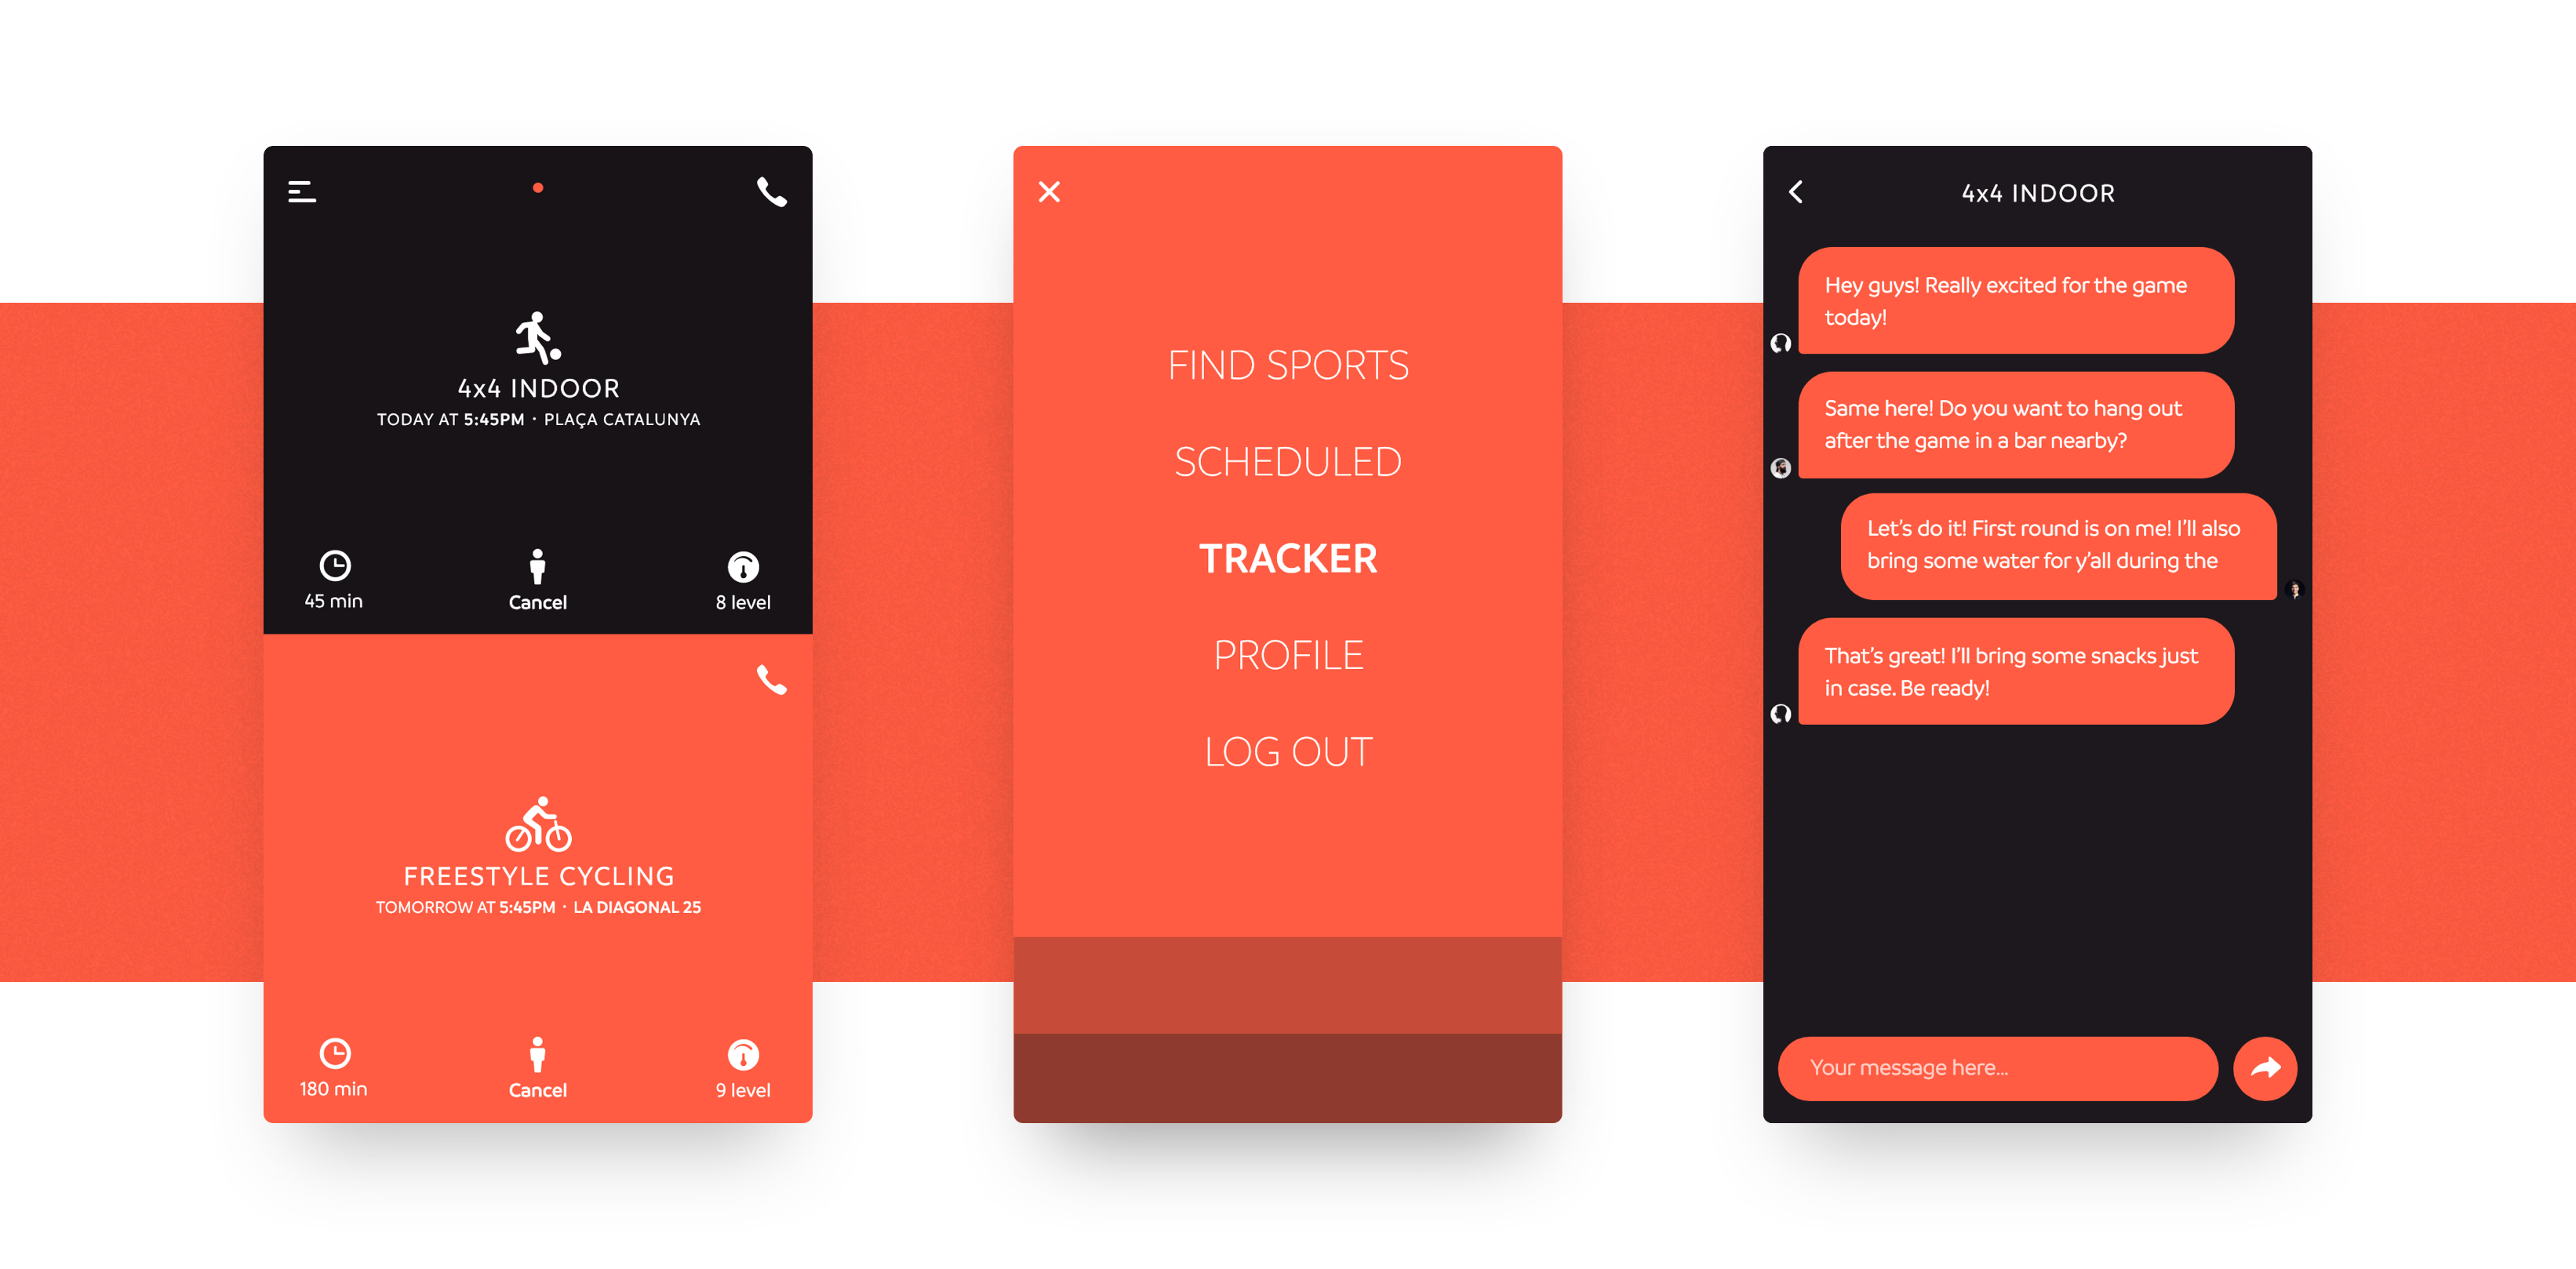 4x4 INDOOR
TODAY AT 5:45PM · PLAÇA CATALUNYA
45 min
Cancel
8 level
FREESTYLE CYCLING
TOMORROW AT 5:45PM · LA DIAGONAL 25
180 min
Cancel
9 level
FIND SPORTS
SCHEDULED
TRACKER
PROFILE
LOG OUT
4x4 INDOOR
Hey guys! Really excited for the game
today!
Same here! Do you want to hang out
after the game in a bar nearby?
Let's do it! First round is on me! I'll also
bring some water for y'all during the
That's great! I'll bring some snacks just
in case. Be ready!
Your message here...